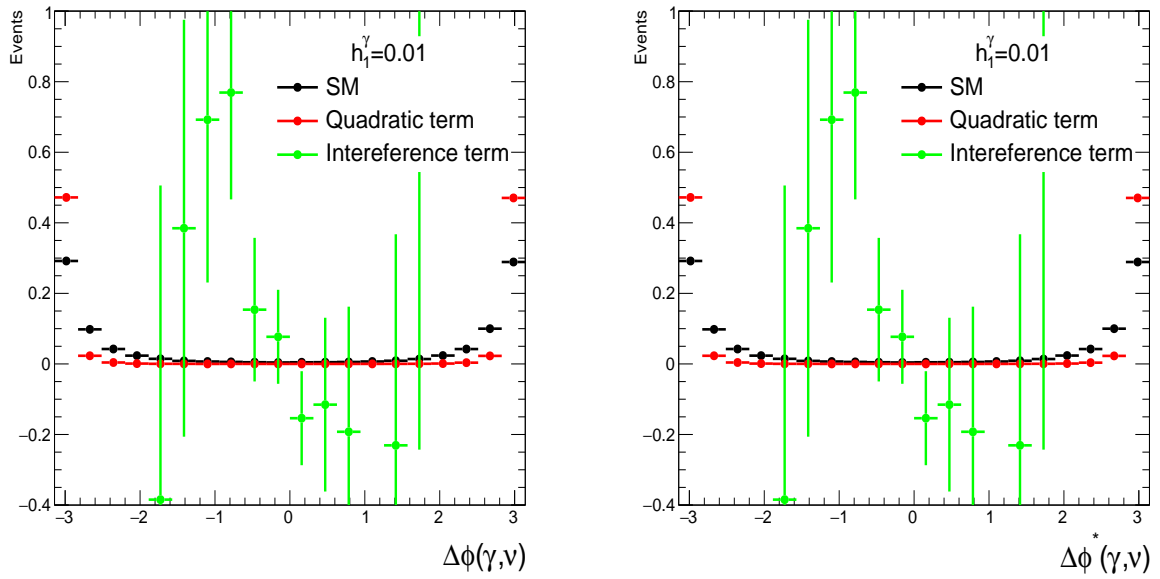 Events
1
0.8
0.6
0.4
0.2
0
−0.2
−0.4
h₁ᵞ=0.01
SM
Quadratic term
Intereference term
−3 −2 −1 0 1 2 3
Δϕ(γ,ν)
Events
1
0.8
0.6
0.4
0.2
0
−0.2
−0.4
h₁ᵞ=0.01
SM
Quadratic term
Intereference term
−3 −2 −1 0 1 2 3
Δϕ*(γ,ν)